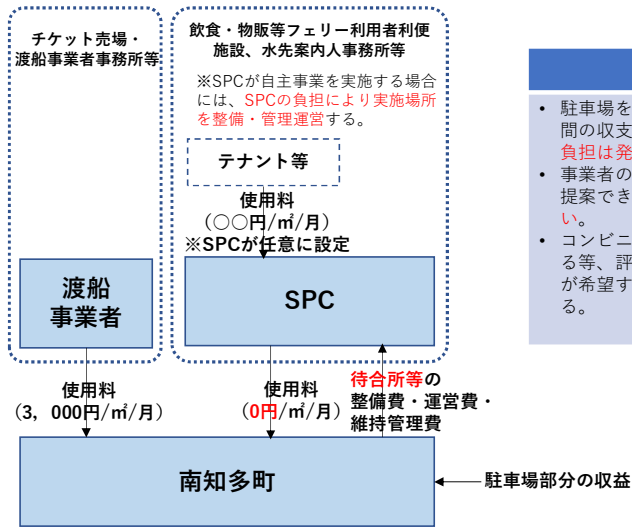 チケット売場・
渡船事業者事務所等
飲食・物販等フェリー利用者利便
施設、水先案内人事務所等
※SPCが自主事業を実施する場合
には、SPCの負担により実施場所
を整備・管理運営する。
テナント等
使用料
（○○円/㎡/月）
※SPCが任意に設定
渡船
事業者
SPC
使用料
（3，000円/㎡/月）
使用料
（0円/㎡/月）
待合所等の
整備費・運営費・
維持管理費
南知多町
駐車場部分の収益
• 駐車場を
間の収支
負担は発
• 事業者の
提案でき
い。
• コンビニ
る等、評
が希望す
る。